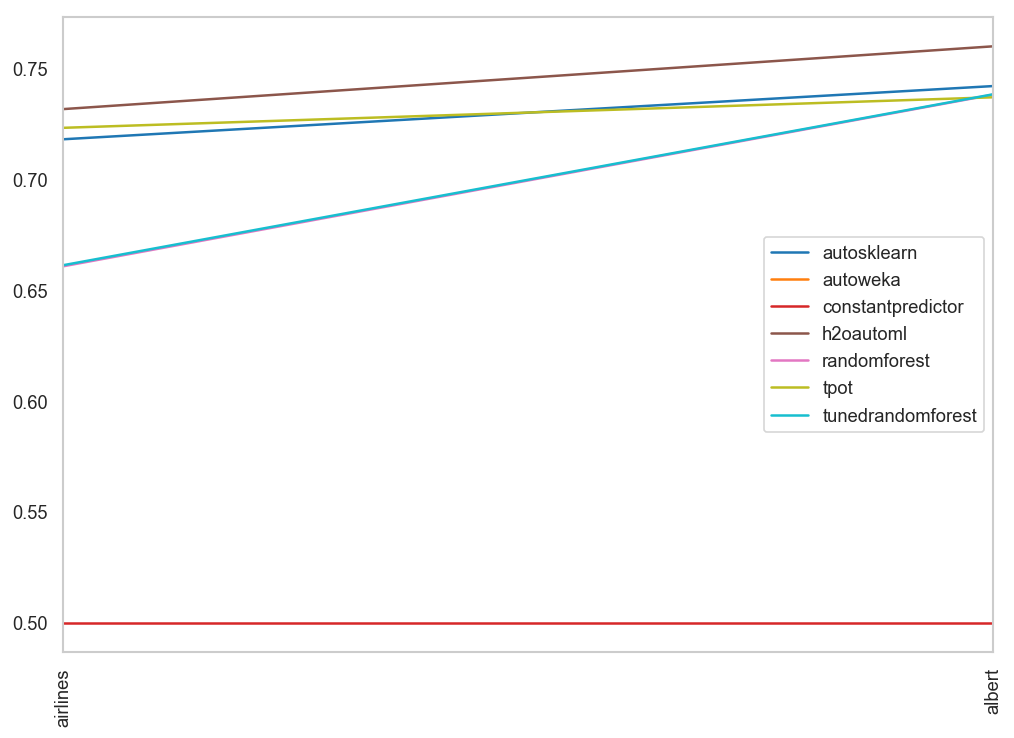 0.75
0.70
0.65
0.60
0.55
0.50
autosklearn
autoweka
constantpredictor
h2oautoml
randomforest
tpot
tunedrandomforest
airlines
albert